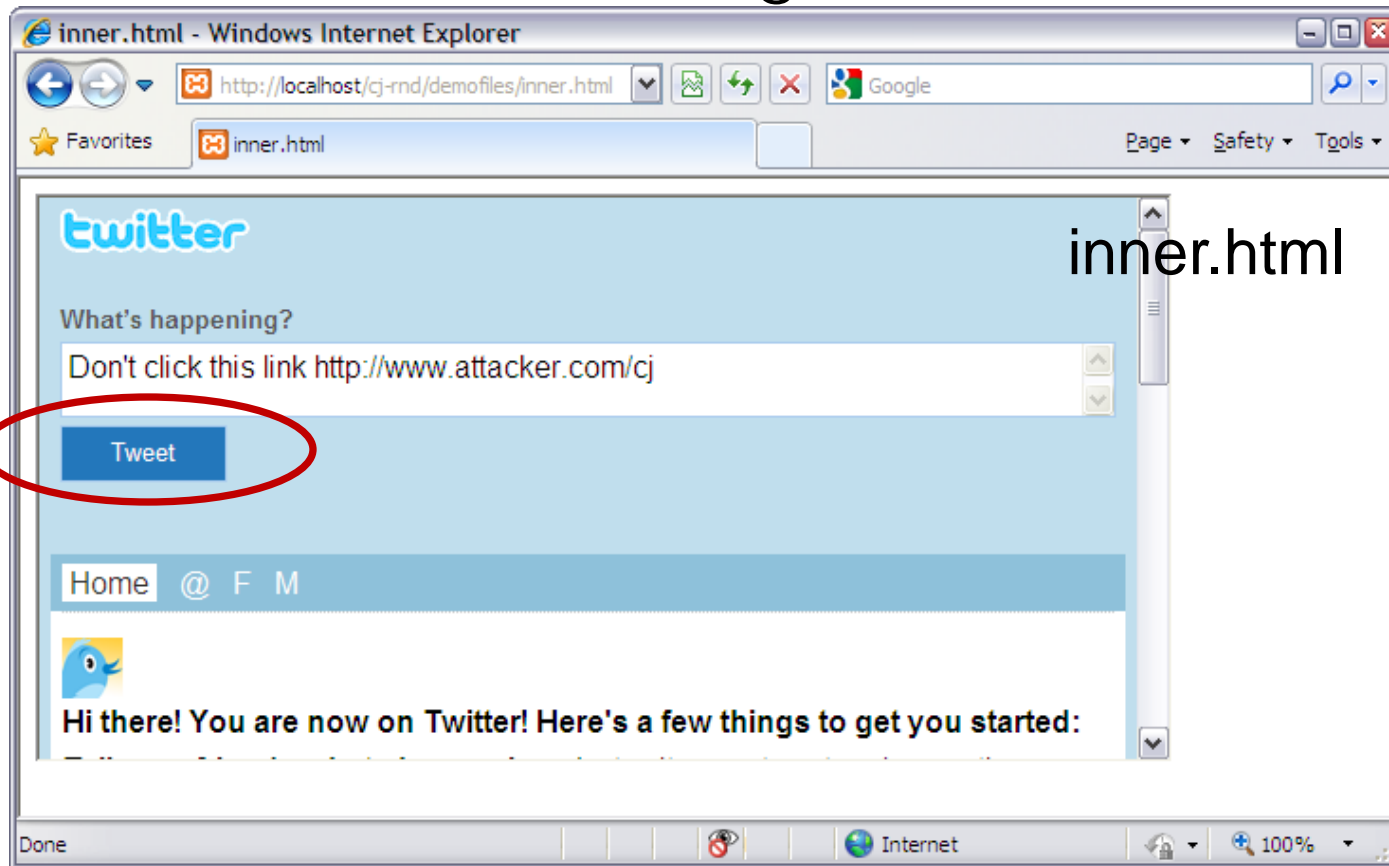 inner.html - Windows Internet Explorer
http://localhost/cj-rnd/demofiles/inner.html Google
Favorites inner.html Page Safety Tools
twitter
inner.html
What's happening?
Don't click this link http://www.attacker.com/cj
Tweet
Home @ F M
Hi there! You are now on Twitter! Here's a few things to get you started:
Done Internet 100%